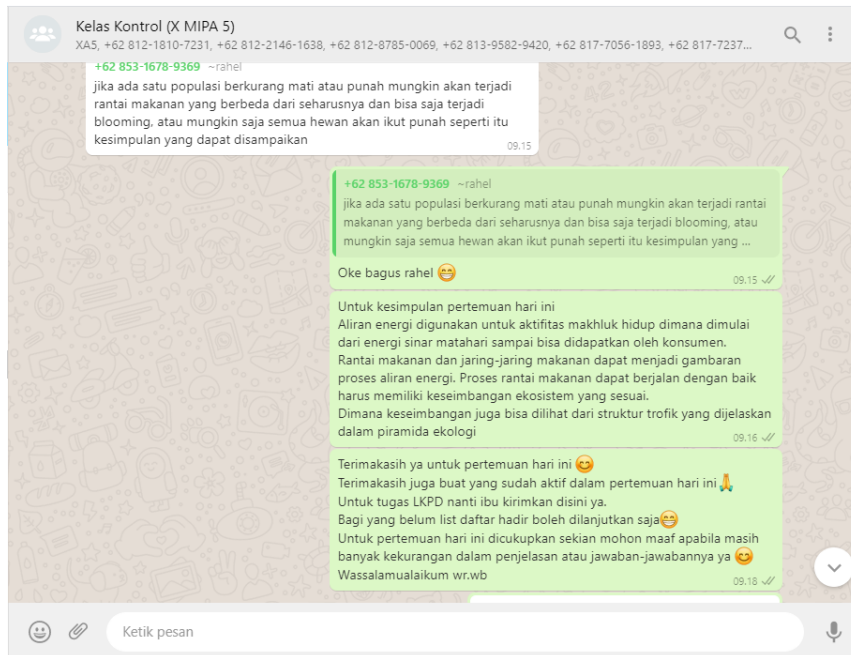 Kelas Kontrol (X MIPA 5)
XA5, +62 812-1810-7231, +62 812-2146-1638, +62 812-8785-0069, +62 813-9582-9420, +62 817-7056-1893, +62 817-7237...
+62 853-1678-9369 ~rahel
jika ada satu populasi berkurang mati atau punah mungkin akan terjadi
rantai makanan yang berbeda dari seharusnya dan bisa saja terjadi
blooming, atau mungkin saja semua hewan akan ikut punah seperti itu
kesimpulan yang dapat disampaikan
09.15
+62 853-1678-9369 ~rahel
jika ada satu populasi berkurang mati atau punah mungkin akan terjadi rantai
makanan yang berbeda dari seharusnya dan bisa saja terjadi blooming, atau
mungkin saja semua hewan akan ikut punah seperti itu kesimpulan yang ...
Oke bagus rahel 😁
09.15
Untuk kesimpulan pertemuan hari ini
Aliran energi digunakan untuk aktifitas makhluk hidup dimana dimulai
dari energi sinar matahari sampai bisa didapatkan oleh konsumen.
Rantai makanan dan jaring-jaring makanan dapat menjadi gambaran
proses aliran energi. Proses rantai makanan dapat berjalan dengan baik
harus memiliki keseimbangan ekosistem yang sesuai.
Dimana keseimbangan juga bisa dilihat dari struktur trofik yang dijelaskan
dalam piramida ekologi
09.16
Terimakasih ya untuk pertemuan hari ini 😊
Terimakasih juga buat yang sudah aktif dalam pertemuan hari ini🙏
Untuk tugas LKPD nanti ibu kirimkan disini ya.
Bagi yang belum list daftar hadir boleh dilanjutkan saja😁
Untuk pertemuan hari ini dicukupkan sekian mohon maaf apabila masih
banyak kekurangan dalam penjelasan atau jawaban-jawabannya ya 😊
Wassalamualaikum wr.wb
09.18
Ketik pesan